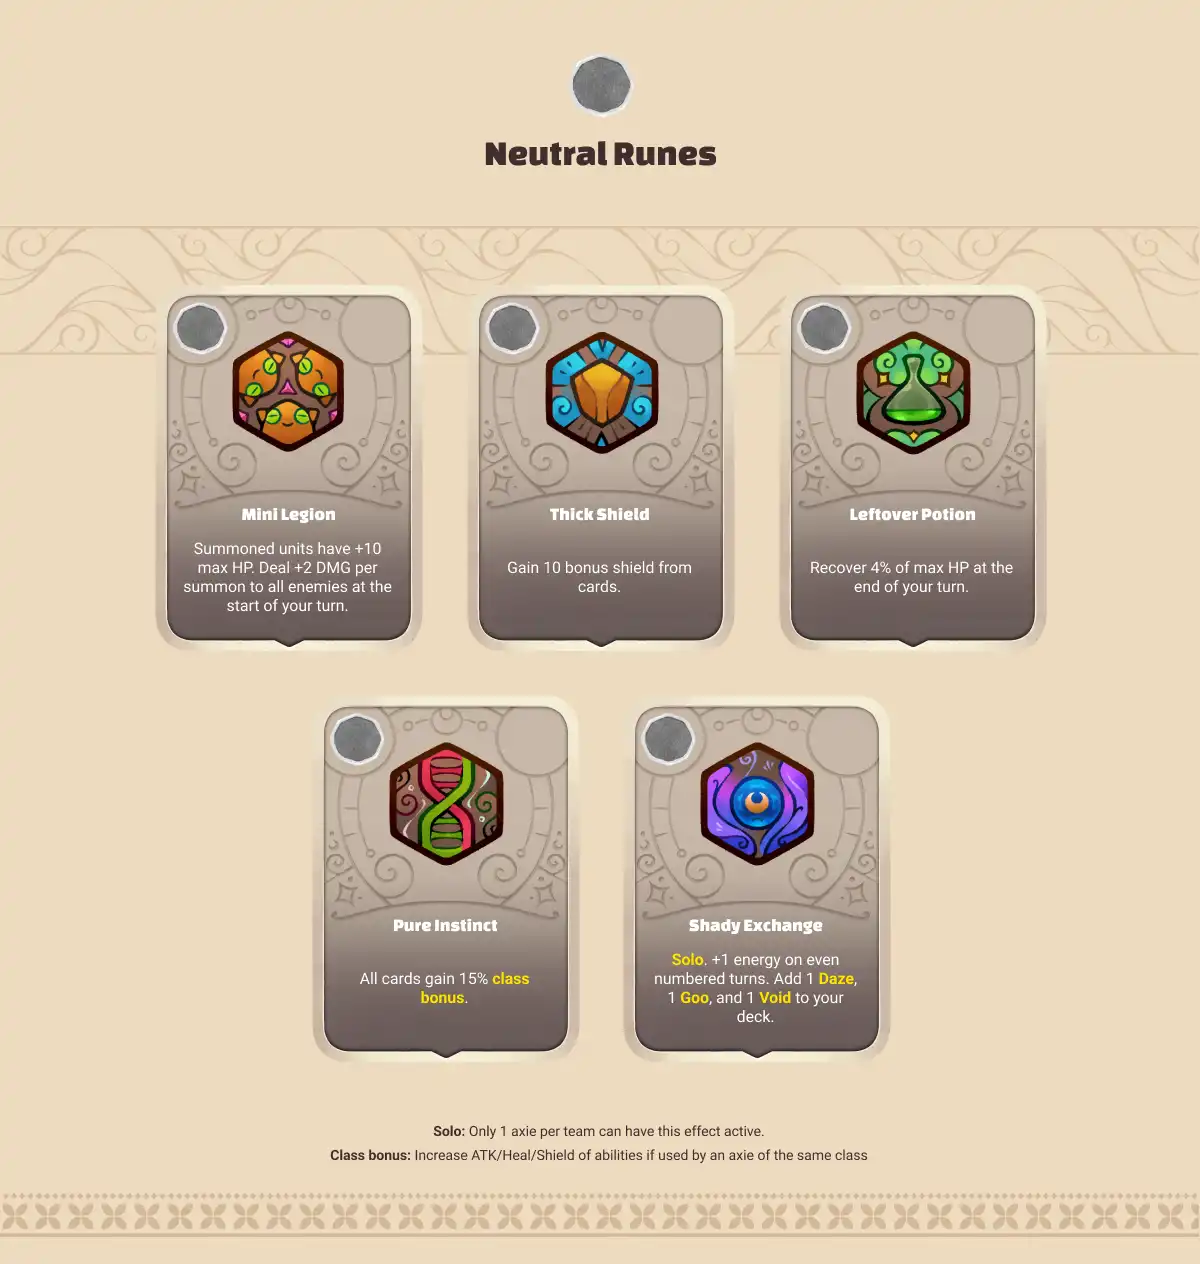 Neutral Runes
Mini Legion
Summoned units have +10
max HP. Deal +2 DMG per
summon to all enemies at the
start of your turn.
Thick Shield
Gain 10 bonus shield from
cards.
Leftover Potion
Recover 4% of max HP at the
end of your turn.
Pure Instinct
All cards gain 15% class
bonus.
Shady Exchange
Solo. +1 energy on even
numbered turns. Add 1 Daze,
1 Goo, and 1 Void to your
deck.
Solo: Only 1 axie per team can have this effect active.
Class bonus: Increase ATK/Heal/Shield of abilities if used by an axie of the same class